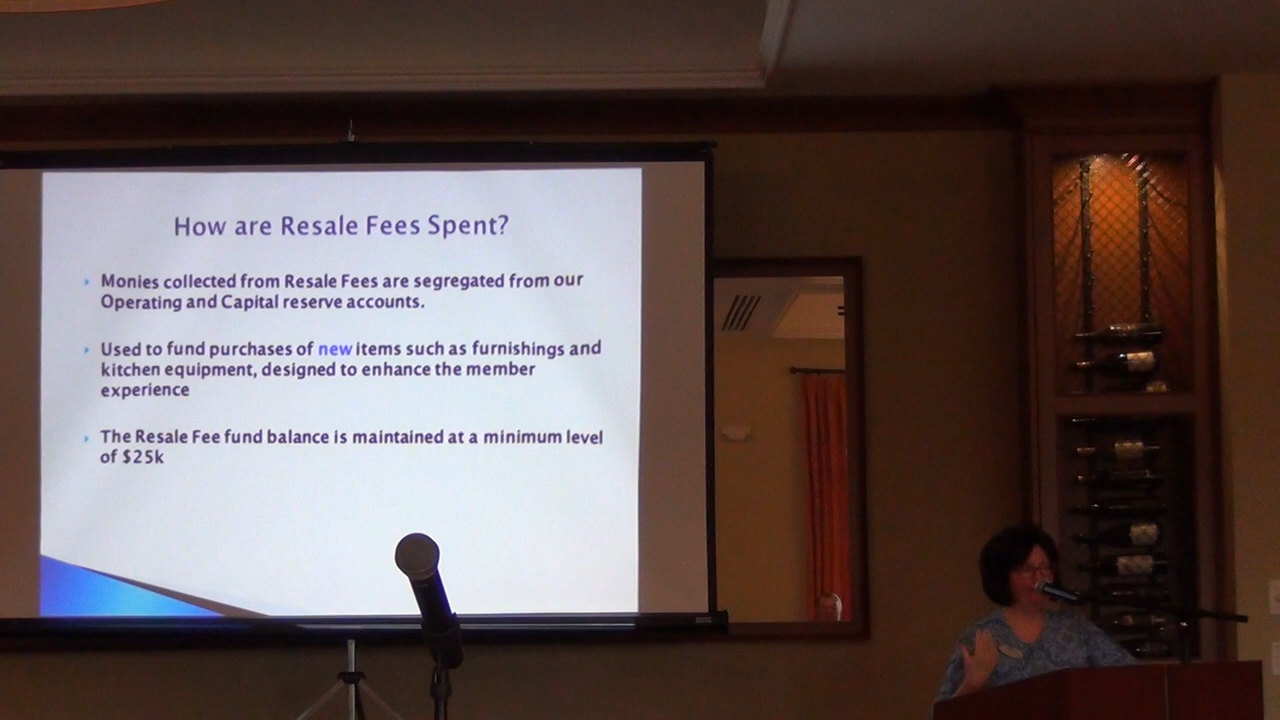 How are Resale Fees Spent?
Monies collected from Resale Fees are segregated from our
Operating and Capital reserve accounts.
Used to fund purchases of new items such as furnishings and
kitchen equipment, designed to enhance the member
experience
The Resale Fee fund balance is maintained at a minimum level
of $25k